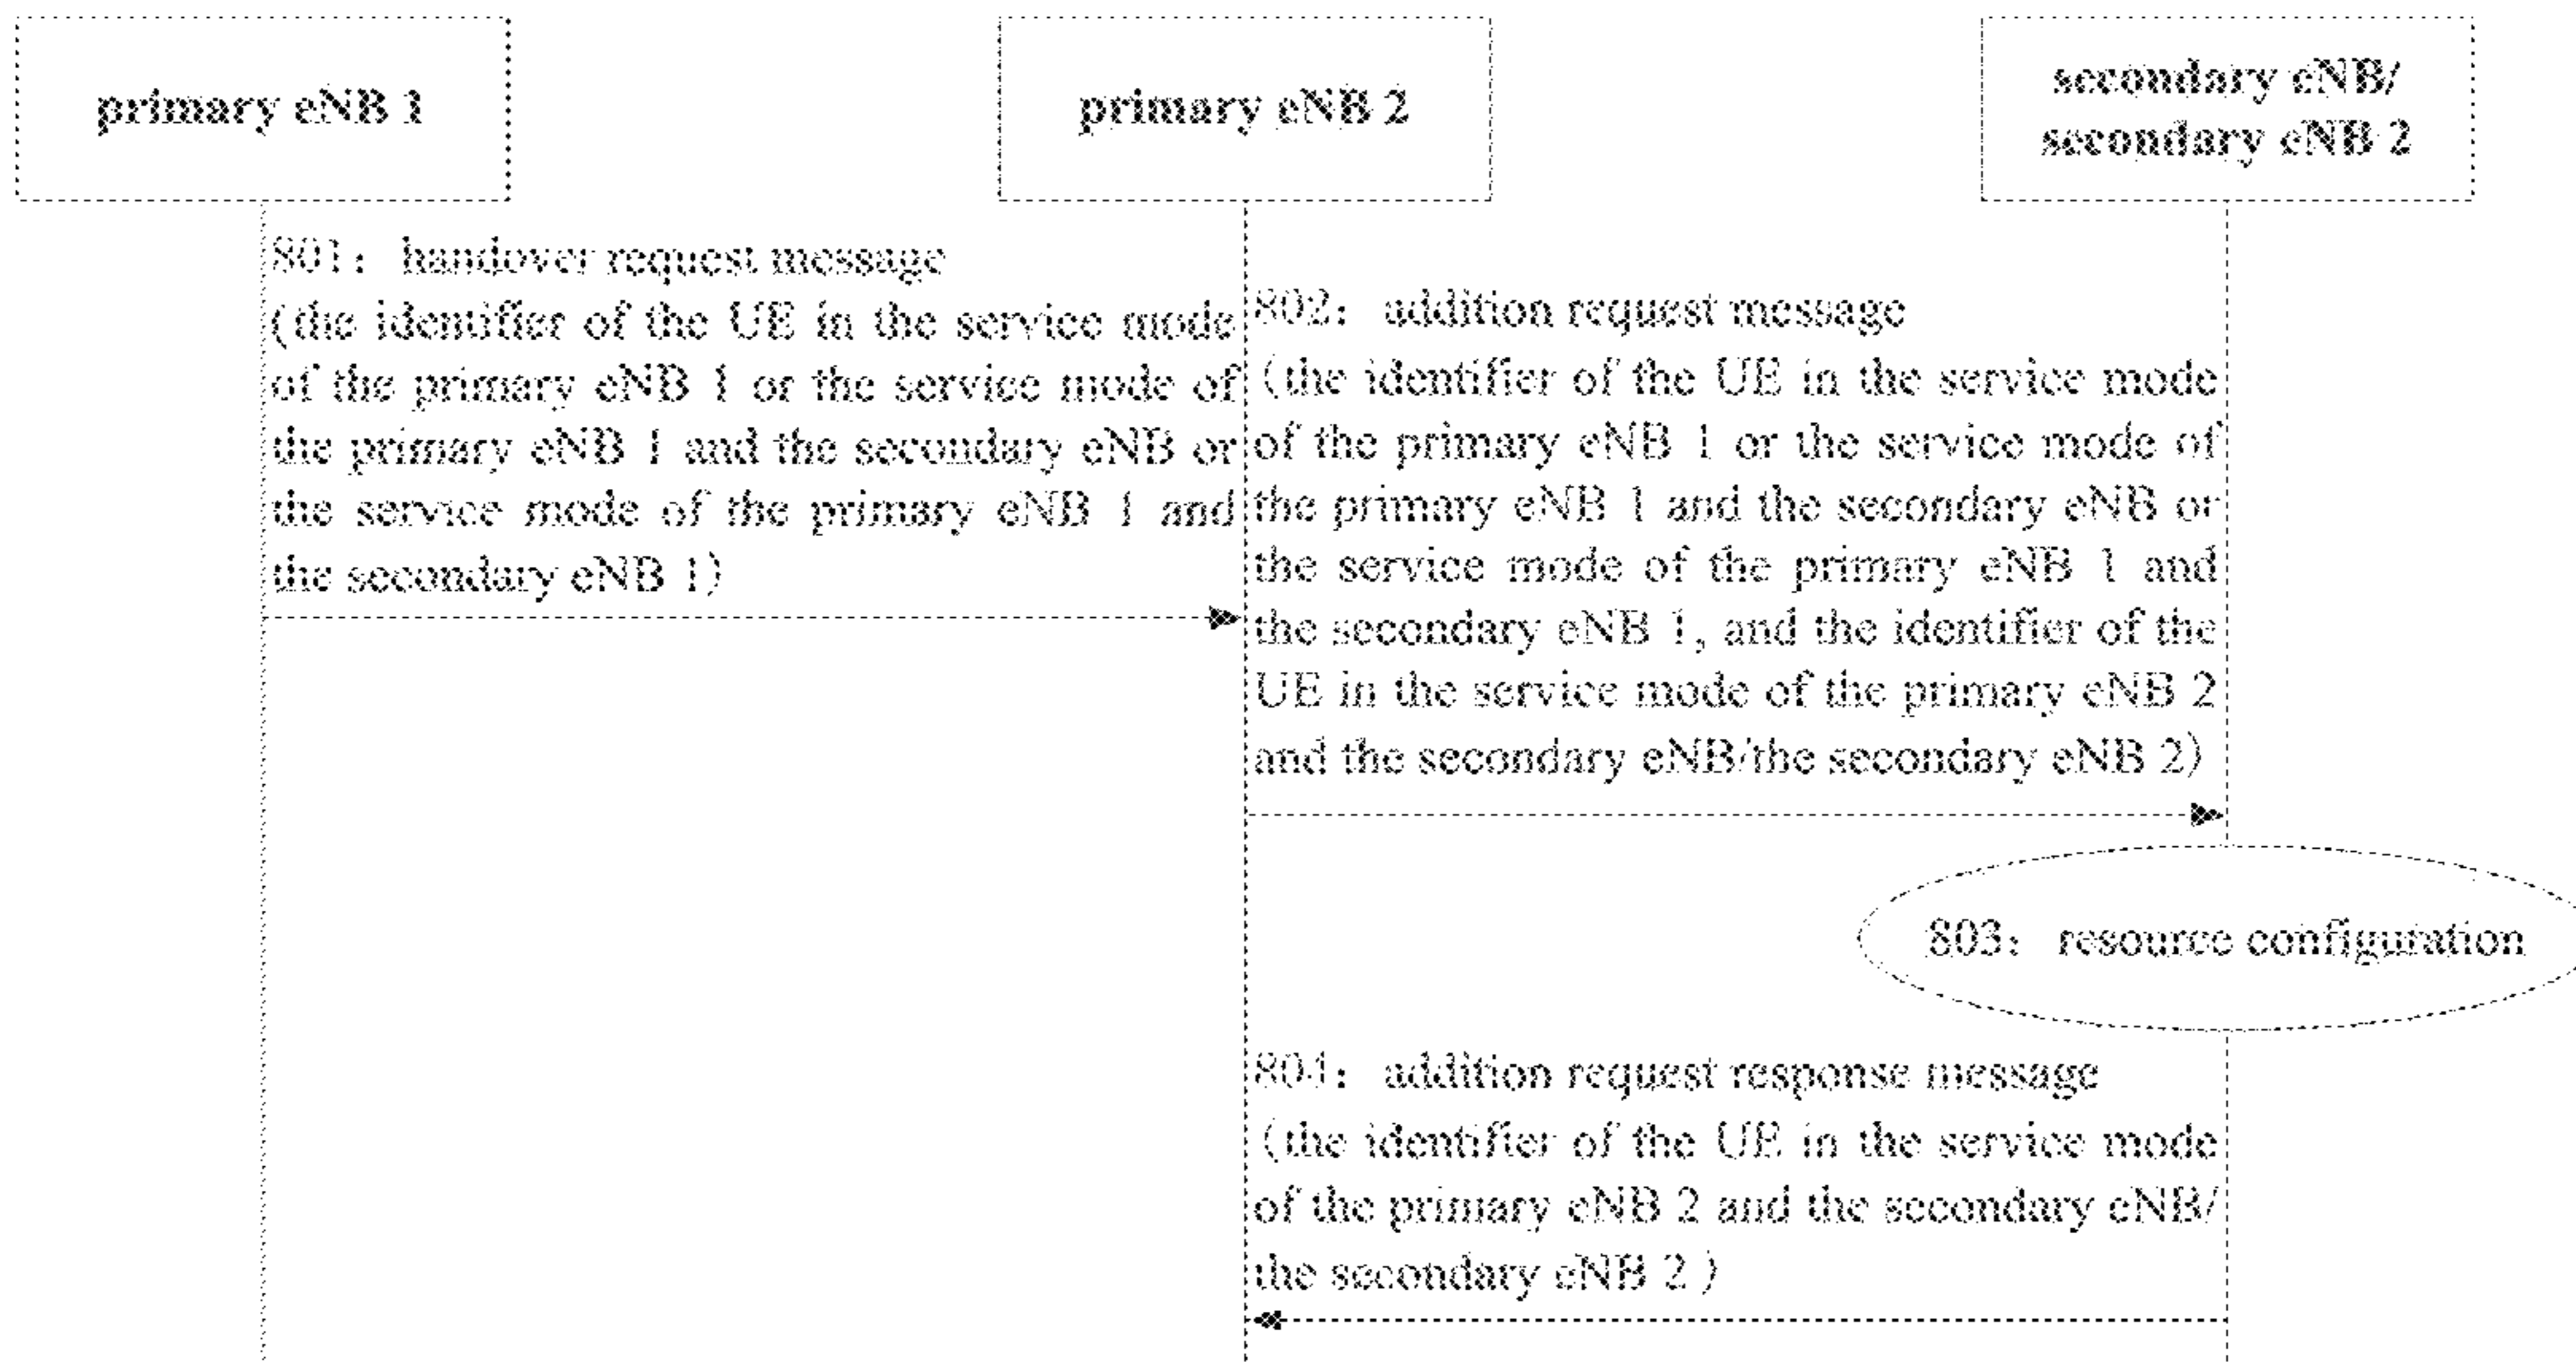 primary eNB 1
primary eNB 2
secondary eNB/
secondary eNB 2
801: handover request message
(the identifier of the UE in the service mode
of the primary eNB 1 or the service mode of
the primary eNB 1 and the secondary eNB or
the service mode of the primary eNB 1 and
the secondary eNB 1)
802: addition request message
(the identifier of the UE in the service mode
of the primary eNB 1 or the service mode of
the primary eNB 1 and the secondary eNB or
the service mode of the primary eNB 1 and
the secondary eNB 1, and the identifier of the
UE in the service mode of the primary eNB 2
and the secondary eNB/the secondary eNB 2)
803: resource configuration
804: addition request response message
(the identifier of the UE in the service mode
of the primary eNB 2 and the secondary eNB/
the secondary eNB 2 )